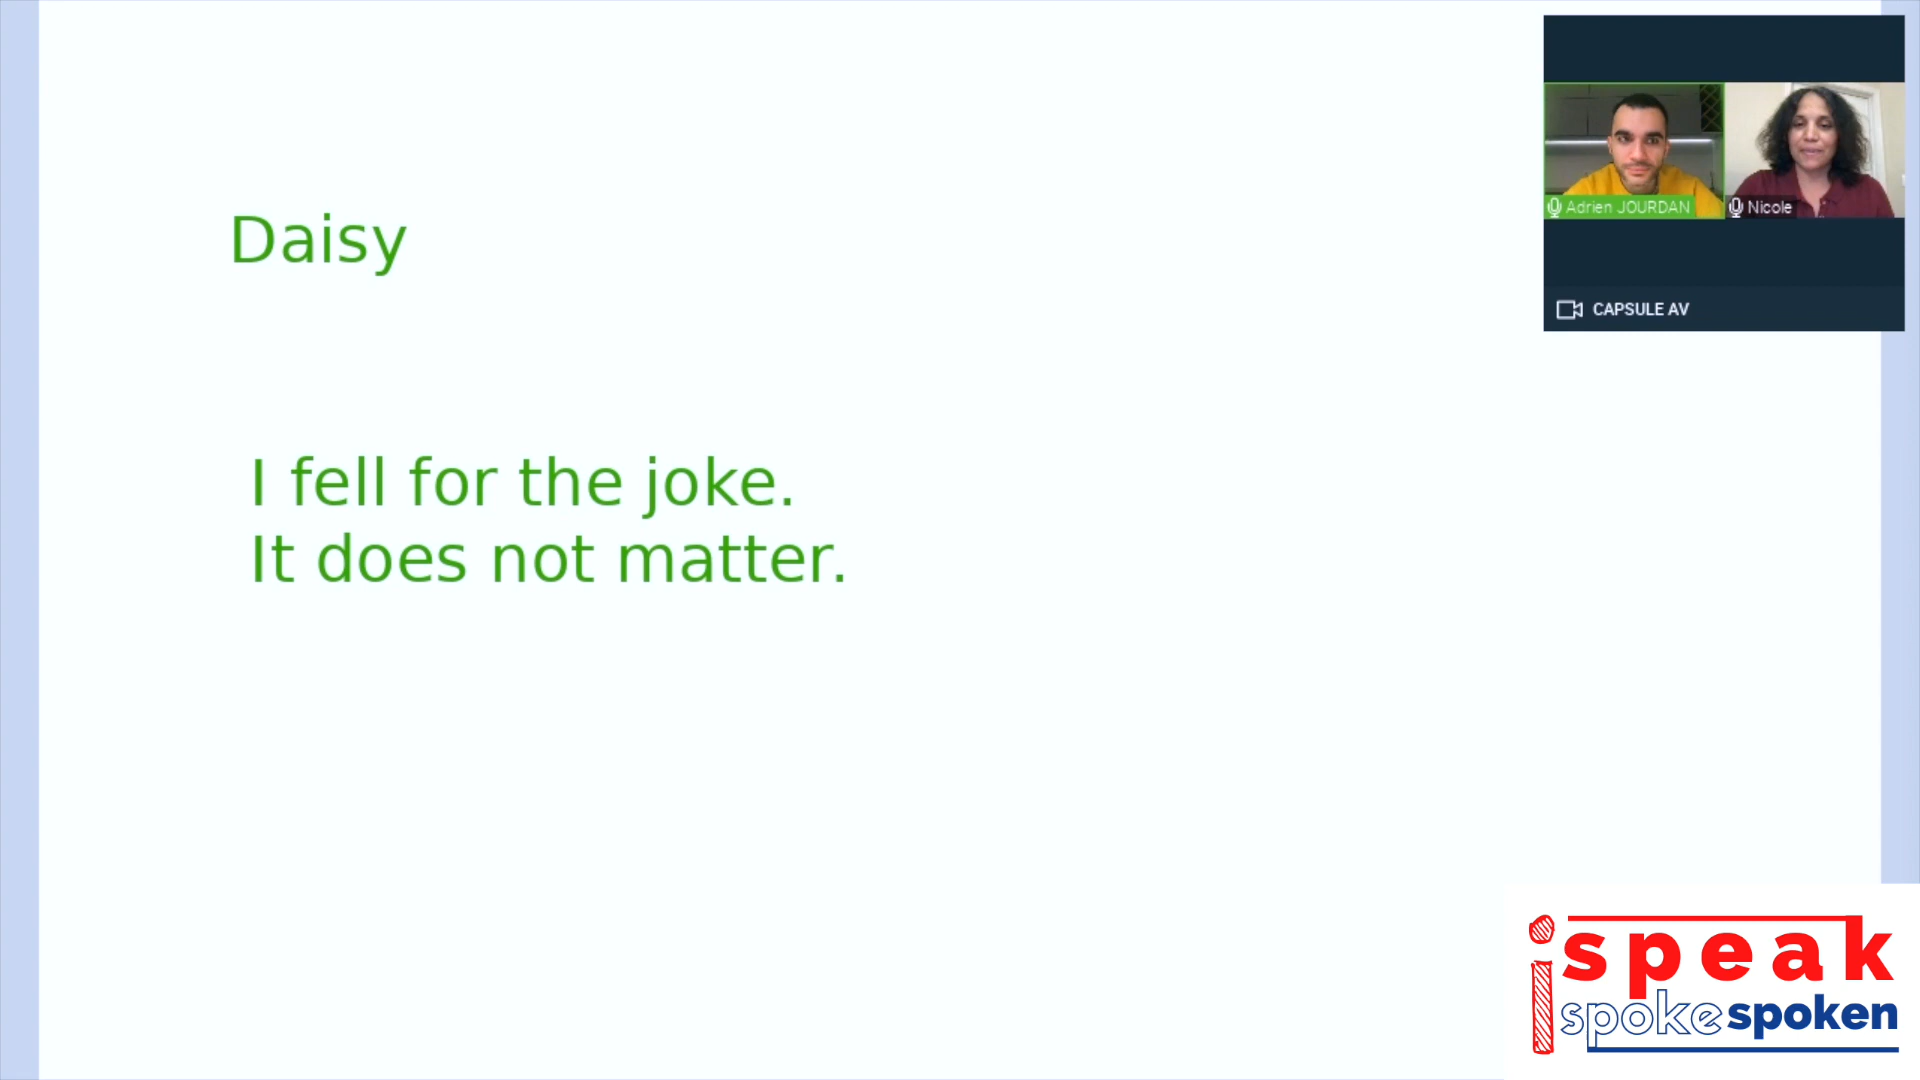 Daisy
I fell for the joke.
It does not matter.
Adrien JOURDAN
Nicole
CAPSULE AV
ispeak
spoke spoken